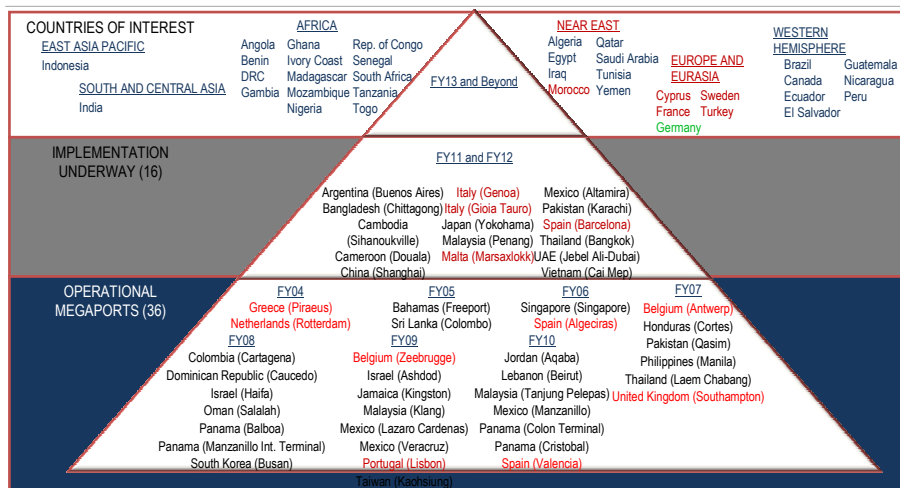 COUNTRIES OF INTEREST
EAST ASIA PACIFIC
Indonesia
SOUTH AND CENTRAL ASIA
India
AFRICA
Angola Ghana Rep. of Congo
Benin Ivory Coast Senegal
DRC Madagascar South Africa
Gambia Mozambique Tanzania
Nigeria Togo
FY13 and Beyond
NEAR EAST
Algeria Qatar
Egypt Saudi Arabia
Iraq Tunisia
Morocco Yemen
EUROPE AND
EURASIA
Cyprus Sweden
France Turkey
Germany
WESTERN
HEMISPHERE
Brazil Guatemala
Canada Nicaragua
Ecuador Peru
El Salvador
IMPLEMENTATION
UNDERWAY (16)
FY11 and FY12
Argentina (Buenos Aires)
Bangladesh (Chittagong)
Cambodia
(Sihanoukville)
Cameroon (Douala)
China (Shanghai)
Italy (Genoa)
Italy (Gioia Tauro)
Japan (Yokohama)
Malaysia (Penang)
Malta (Marsaxlokk)
Mexico (Altamira)
Pakistan (Karachi)
Spain (Barcelona)
Thailand (Bangkok)
UAE (Jebel Ali-Dubai)
Vietnam (Cai Mep)
OPERATIONAL
MEGAPORTS (36)
FY04
Greece (Piraeus)
Netherlands (Rotterdam)
FY05
Bahamas (Freeport)
Sri Lanka (Colombo)
FY06
Singapore (Singapore)
Spain (Algeciras)
FY07
Belgium (Antwerp)
Honduras (Cortes)
Pakistan (Qasim)
Philippines (Manila)
Thailand (Laem Chabang)
United Kingdom (Southampton)
FY08
Colombia (Cartagena)
Dominican Republic (Caucedo)
Israel (Haifa)
Oman (Salalah)
Panama (Balboa)
Panama (Manzanillo Int. Terminal)
South Korea (Busan)
FY09
Belgium (Zeebrugge)
Israel (Ashdod)
Jamaica (Kingston)
Malaysia (Klang)
Mexico (Lazaro Cardenas)
Mexico (Veracruz)
Portugal (Lisbon)
Taiwan (Kaohsiung)
FY10
Jordan (Aqaba)
Lebanon (Beirut)
Malaysia (Tanjung Pelepas)
Mexico (Manzanillo)
Panama (Colon Terminal)
Panama (Cristobal)
Spain (Valencia)